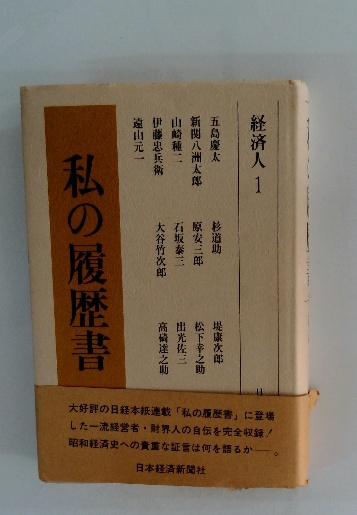 経済人 1
五島慶太 杉道助 堤康次郎
新関八洲太郎 原安三郎 松下幸之助
山崎種二 石坂泰三 出光佐三
伊藤忠兵衛 大谷竹次郎 高碕達之助
遠山元一
私の履歴書
大好評の日経本紙連載「私の履歴書」に登場
した一流経営者・財界人の自伝を完全収録!
昭和経済史への貴重な証言は何を語るか──。
日本経済新聞社